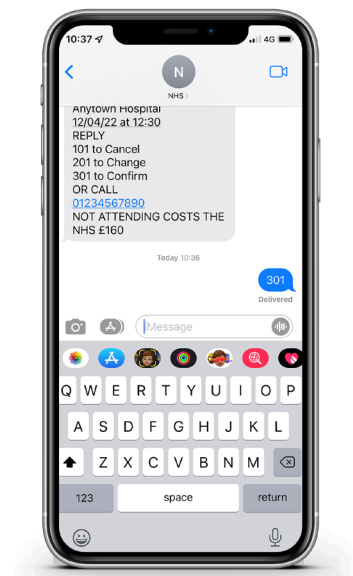 10:37
4G
N
NHS
Anytown Hospital
12/04/22 at 12:30
REPLY
101 to Cancel
201 to Change
301 to Confirm
OR CALL
01234567890
NOT ATTENDING COSTS THE
NHS £160
Today 10:36
301
Delivered
Message
Q W E R T Y U I O P
A S D F G H J K L
Z X C V B N M
123 space return